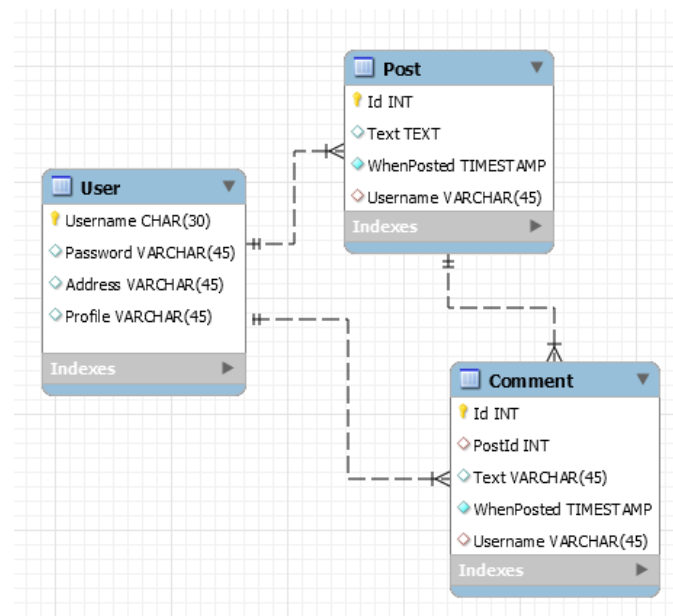 Post
Id INT
Text TEXT
WhenPosted TIMESTAMP
Username VARCHAR(45)
Indexes
User
Username CHAR(30)
Password VARCHAR(45)
Address VARCHAR(45)
Profile VARCHAR(45)
Indexes
Comment
Id INT
PostId INT
Text VARCHAR(45)
WhenPosted TIMESTAMP
Username VARCHAR(45)
Indexes